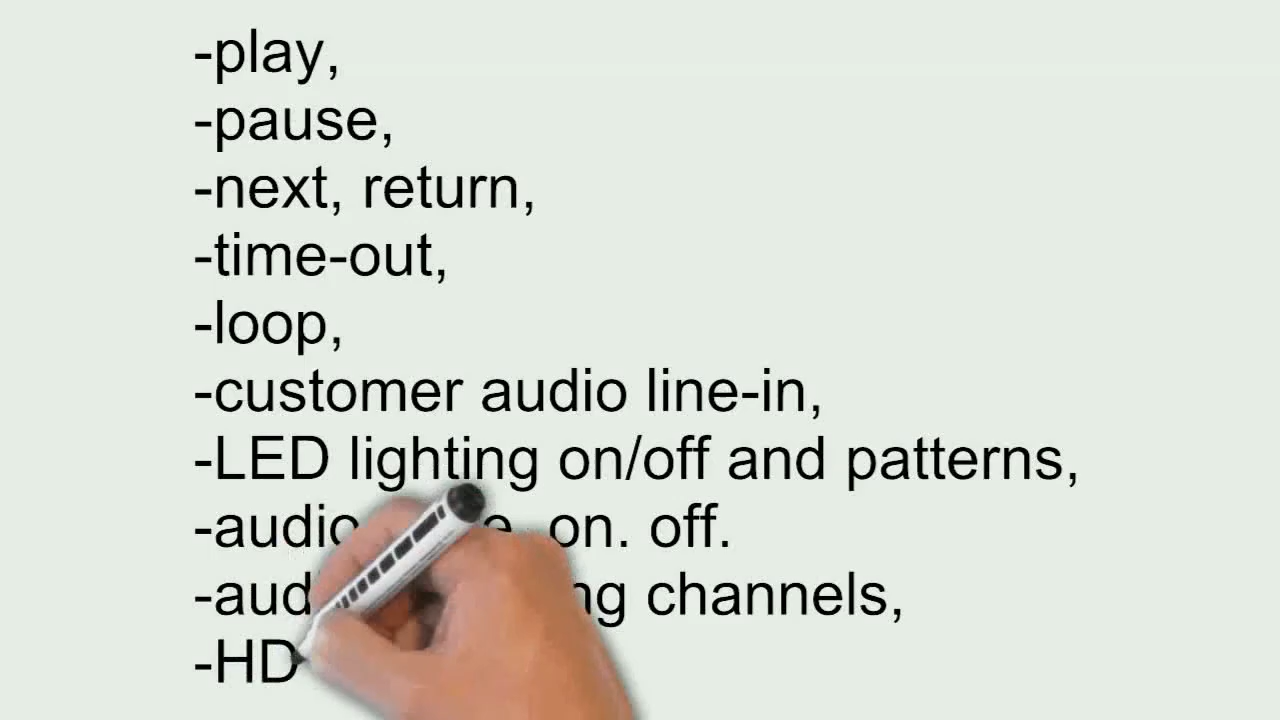 -play,
-pause,
-next, return,
-time-out,
-loop,
-customer audio line-in,
-LED lighting on/off and patterns,
-audio on. off.
channels,
-HD